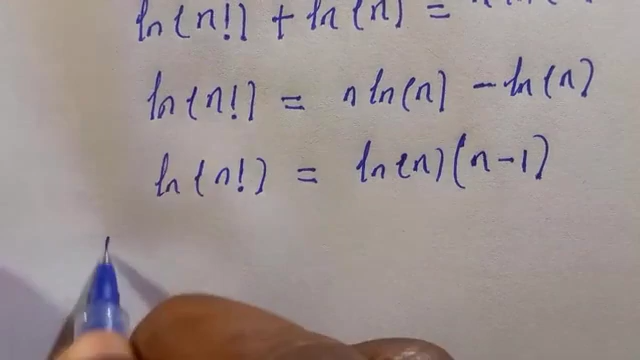 ln(n!) + ln(n) =
ln(n!) = n ln(n) - ln(n)
ln(n!) = ln(n)(n-1)